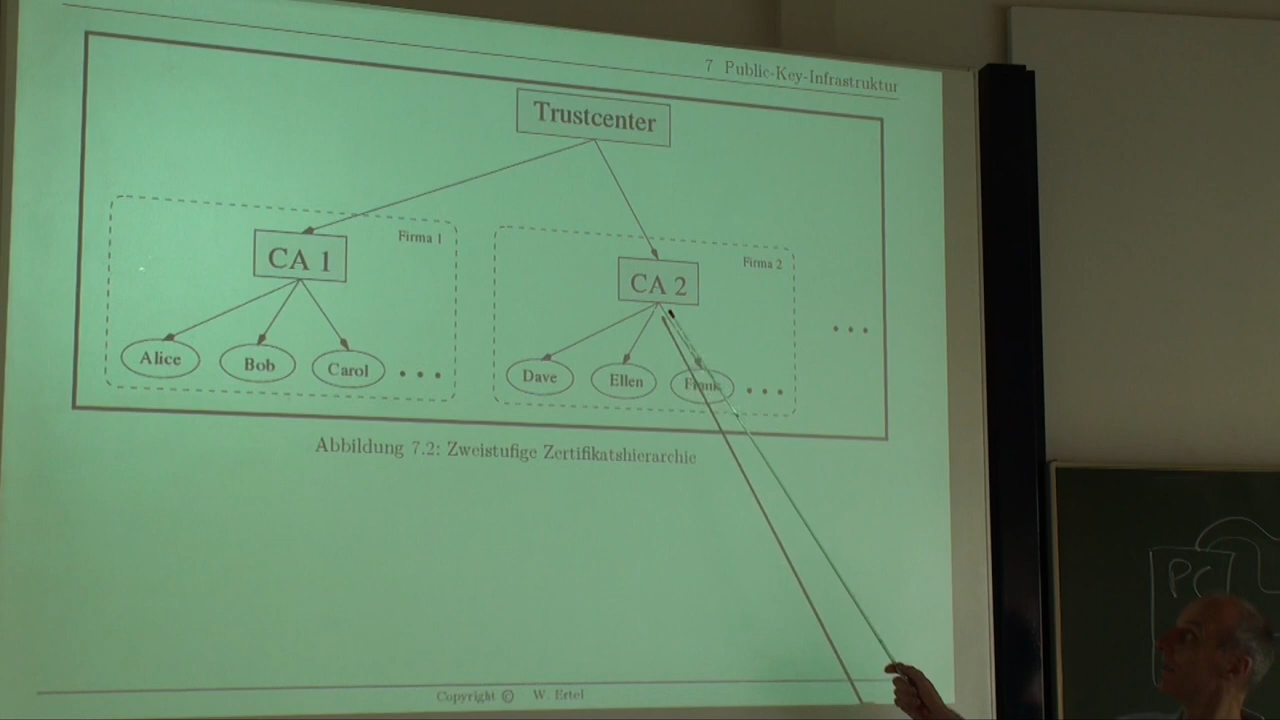 7 Public-Key-Infrastruktur
Trustcenter
Firma 1
CA 1
Firma 2
CA 2
Alice
Bob
Carol
Dave
Ellen
Frank
Abbildung 7.2: Zweistufige Zertifikatshierarchie
Copyright © W. Ertel
PC